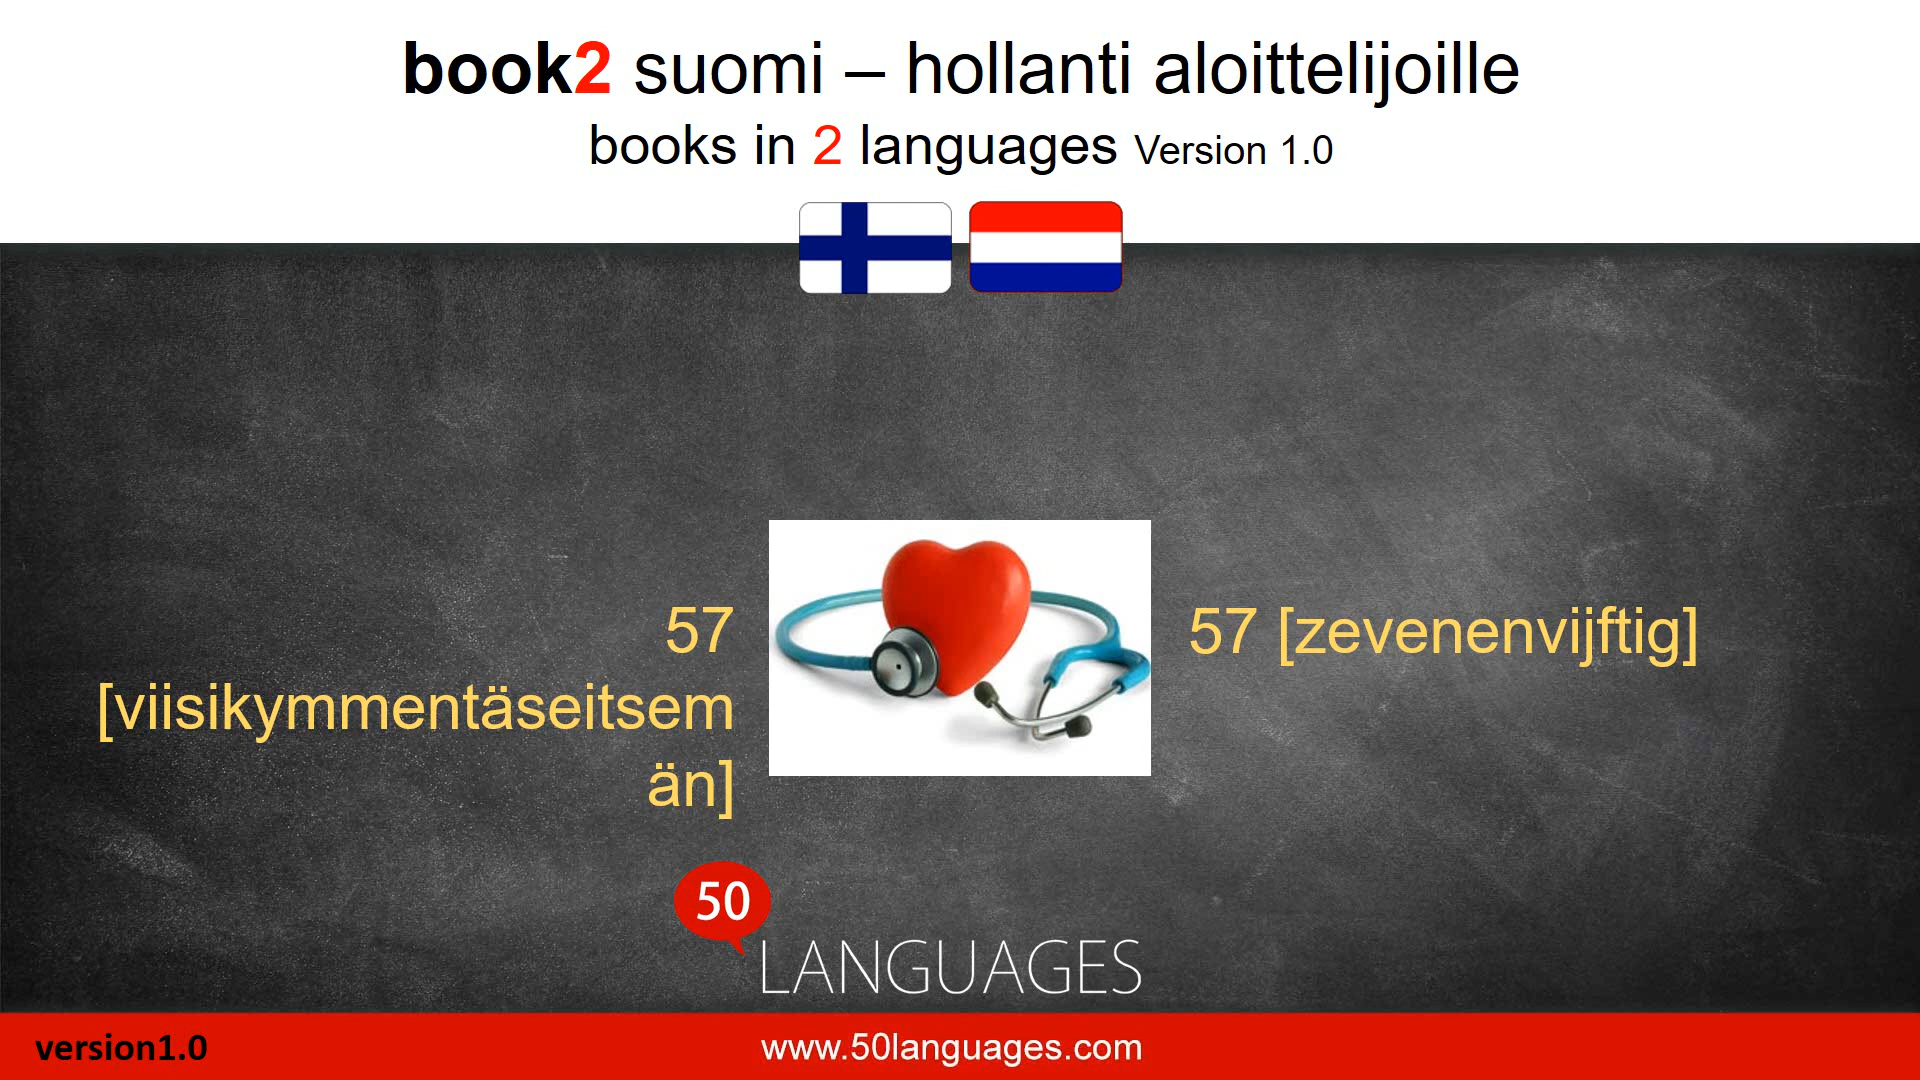 book2 suomi – hollanti aloittelijoille
books in 2 languages Version 1.0
57
[viisikymmentäseitsem
än]
57 [zevenenvijftig]
50
LANGUAGES
version1.0
www.50languages.com